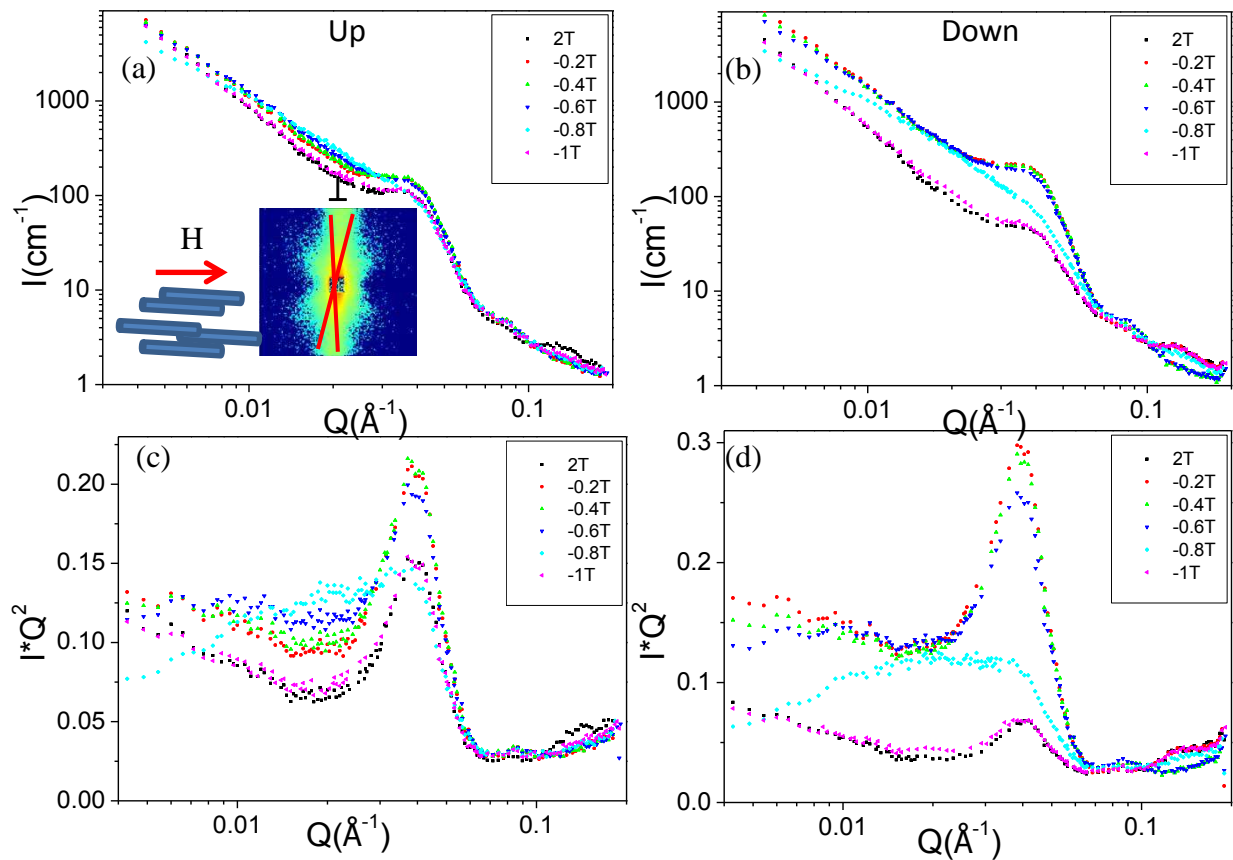 Up
(a)
2T
-0.2T
-0.4T
-0.6T
-0.8T
-1T
1000
100
10
1
I(cm⁻¹)
H
0.01
0.1
Q(Å⁻¹)
Down
(b)
2T
-0.2T
-0.4T
-0.6T
-0.8T
-1T
1000
100
10
1
I(cm⁻¹)
0.01
0.1
Q(Å⁻¹)
(c)
2T
-0.2T
-0.4T
-0.6T
-0.8T
-1T
0.20
0.15
0.10
0.05
0.00
I*Q²
0.01
0.1
Q(Å⁻¹)
(d)
2T
-0.2T
-0.4T
-0.6T
-0.8T
-1T
0.3
0.2
0.1
0.0
I*Q²
0.01
0.1
Q(Å⁻¹)